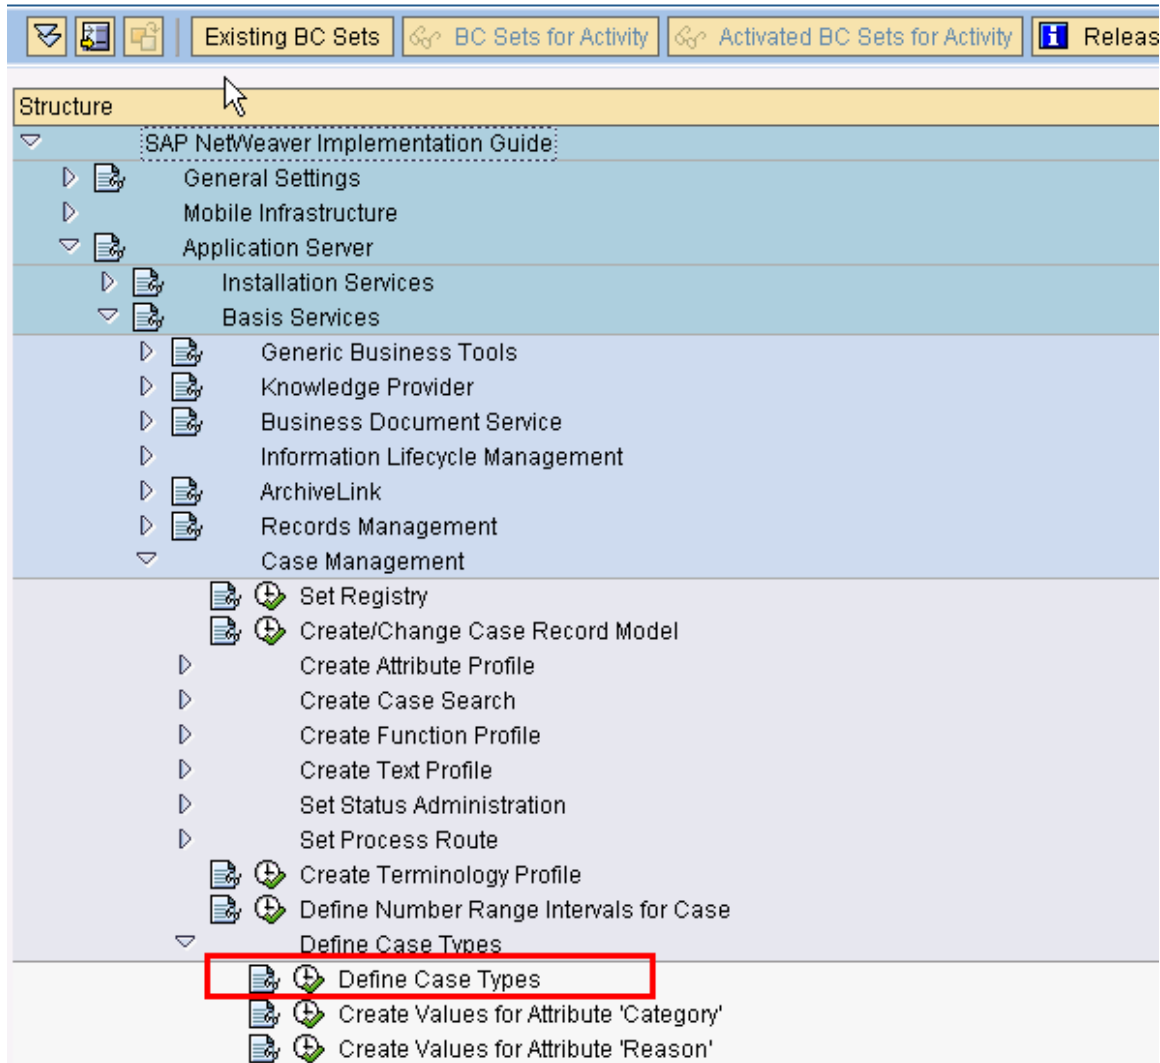 Existing BC Sets BC Sets for Activity Activated BC Sets for Activity Releas
Structure
SAP NetWeaver Implementation Guide
General Settings
Mobile Infrastructure
Application Server
Installation Services
Basis Services
Generic Business Tools
Knowledge Provider
Business Document Service
Information Lifecycle Management
ArchiveLink
Records Management
Case Management
Set Registry
Create/Change Case Record Model
Create Attribute Profile
Create Case Search
Create Function Profile
Create Text Profile
Set Status Administration
Set Process Route
Create Terminology Profile
Define Number Range Intervals for Case
Define Case Types
Define Case Types
Create Values for Attribute 'Category'
Create Values for Attribute 'Reason'